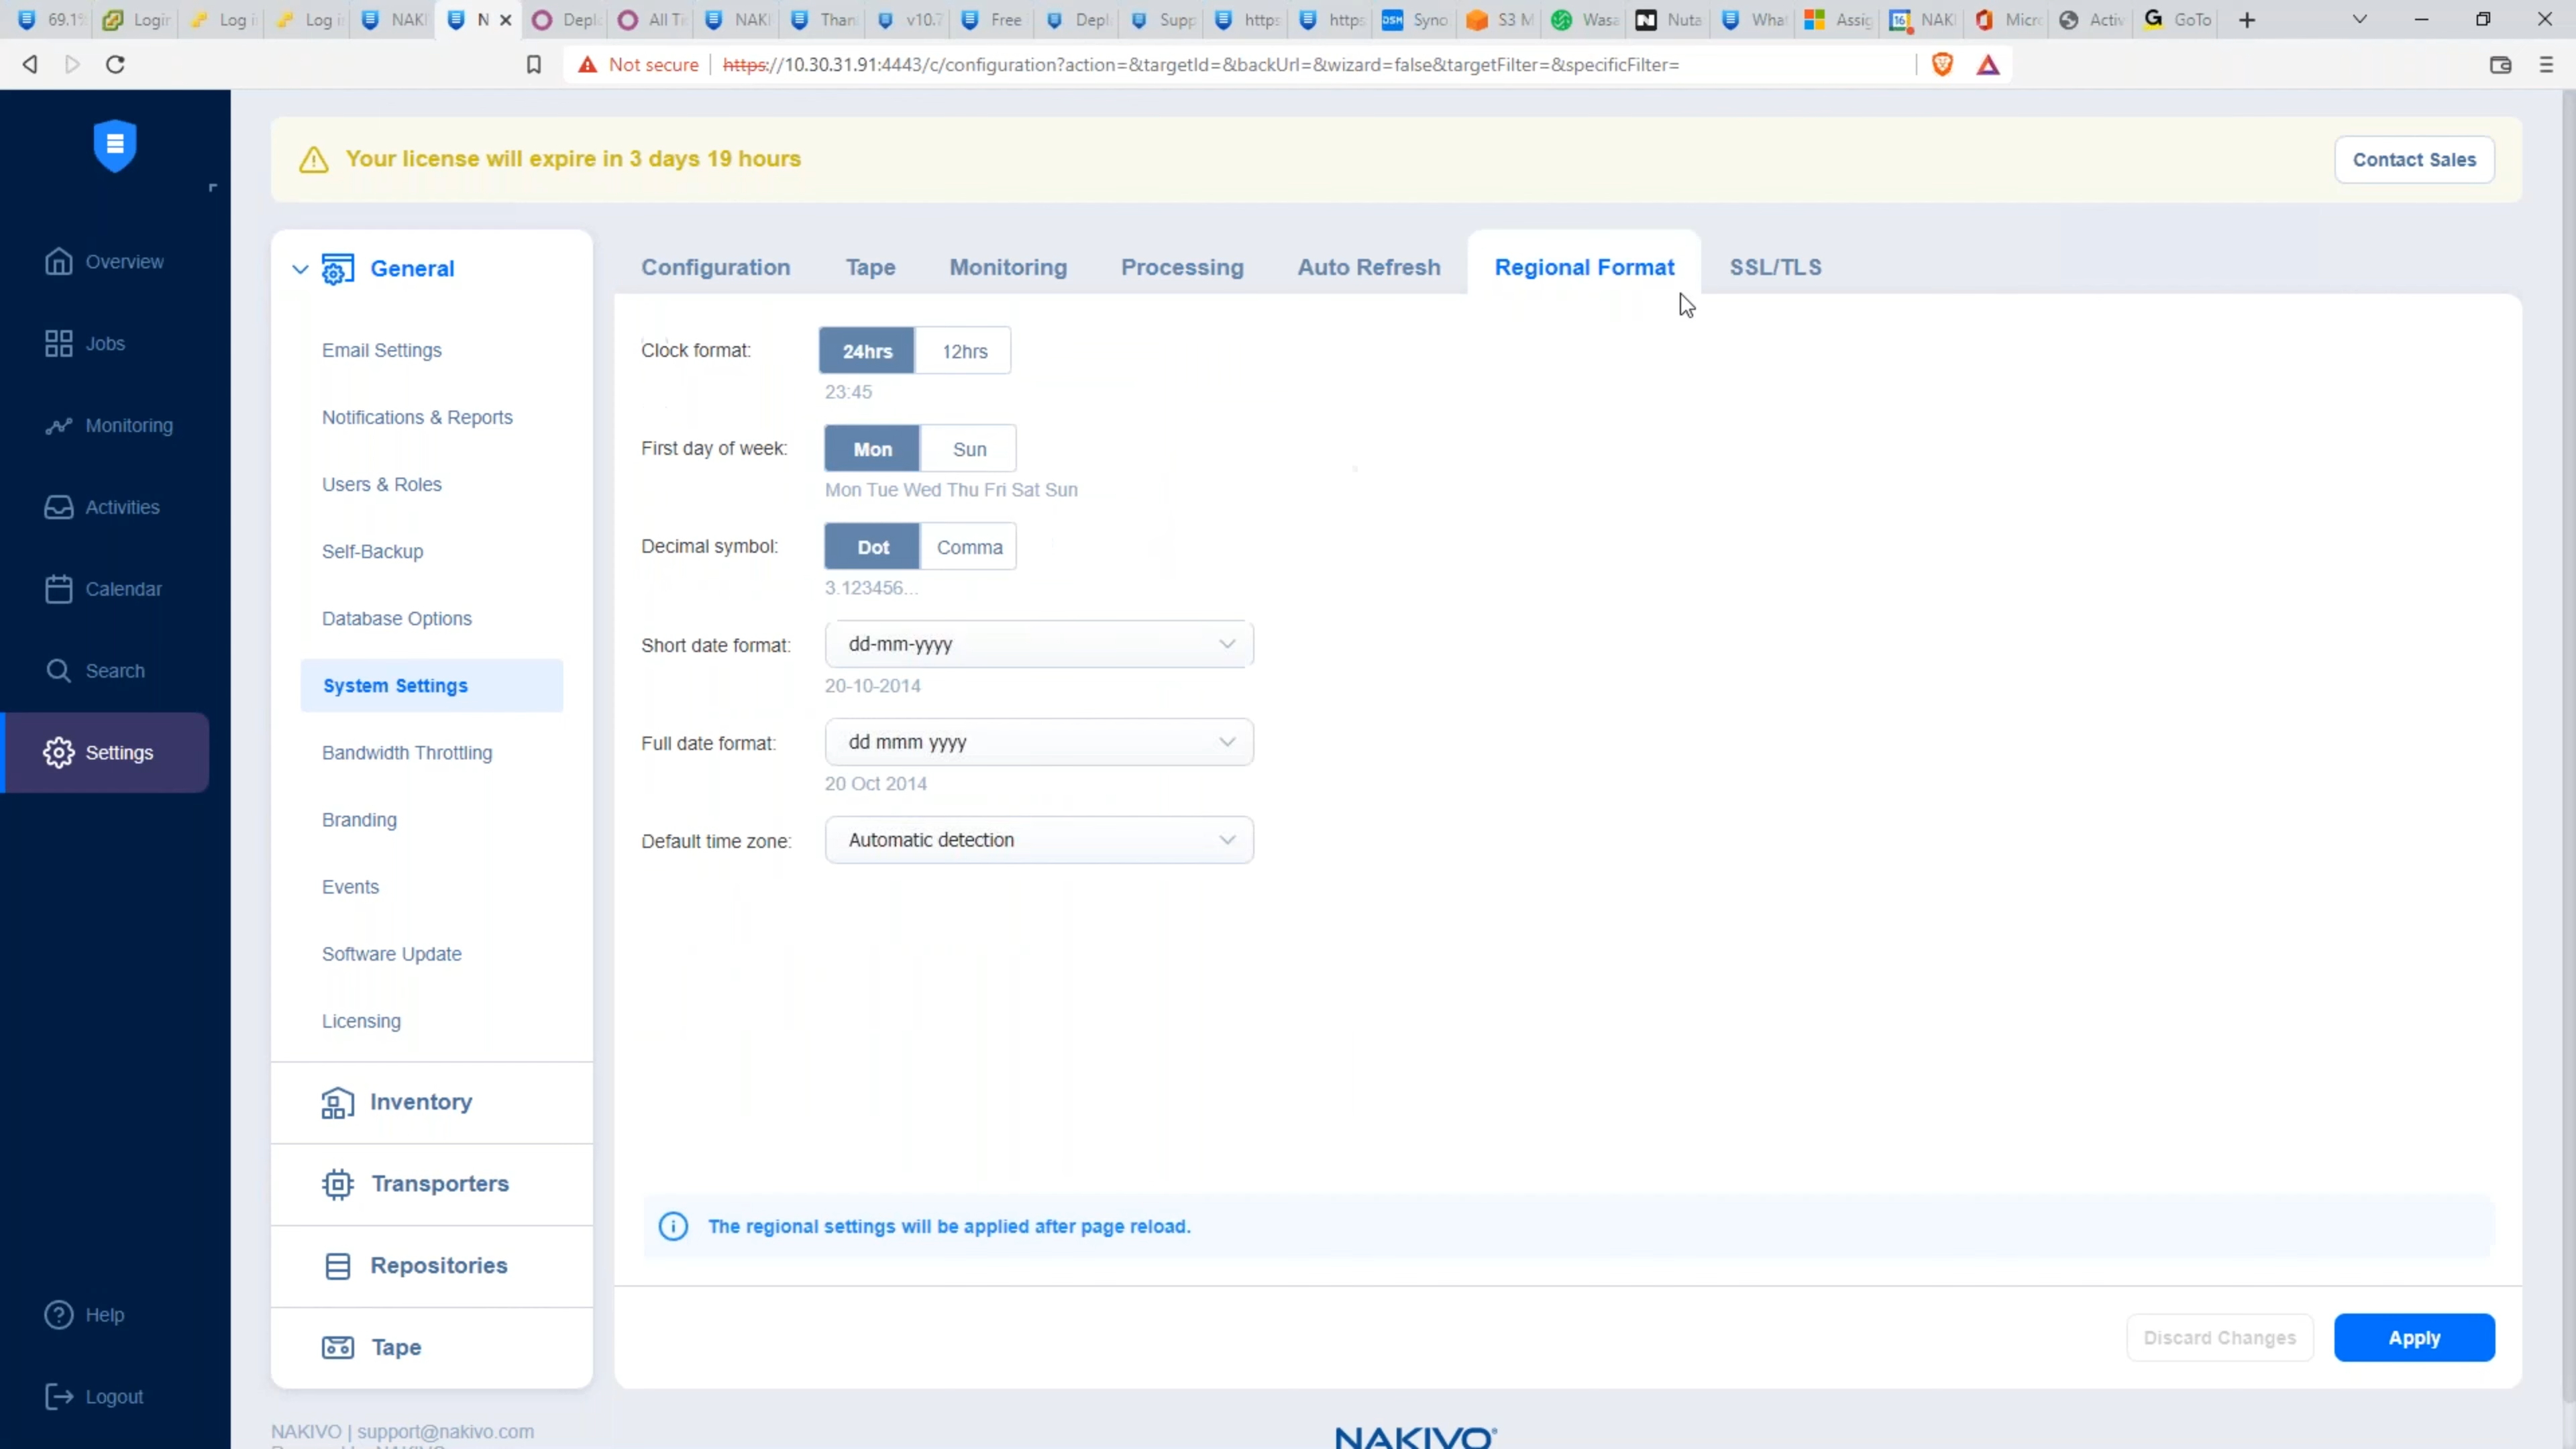 69.1%
Login
Log i
Log i
NAKI
N
Depl
All Ti
NAKI
Than
v10.7
Free
Depl
Supp
https
https
DSM
Syno
S3 M
Wasa
Nuta
What
Assig
16
NAKI
Micro
Activ
GoTo
Not secure
https://10.30.31.91:4443/c/configuration?action=&targetId=&backUrl=&wizard=false&targetFilter=&specificFilter=
Your license will expire in 3 days 19 hours
Contact Sales
Overview
Jobs
Monitoring
Activities
Calendar
Search
Settings
Help
Logout
General
Email Settings
Notifications & Reports
Users & Roles
Self-Backup
Database Options
System Settings
Bandwidth Throttling
Branding
Events
Software Update
Licensing
Inventory
Transporters
Repositories
Tape
Configuration
Tape
Monitoring
Processing
Auto Refresh
Regional Format
SSL/TLS
Clock format: 24hrs 12hrs
23:45
First day of week: Mon Sun
Mon Tue Wed Thu Fri Sat Sun
Decimal symbol: Dot Comma
3.123456...
Short date format: dd-mm-yyyy
20-10-2014
Full date format: dd mmm yyyy
20 Oct 2014
Default time zone: Automatic detection
The regional settings will be applied after page reload.
Discard Changes
Apply
NAKIVO | support@nakivo.com
NAKIVO